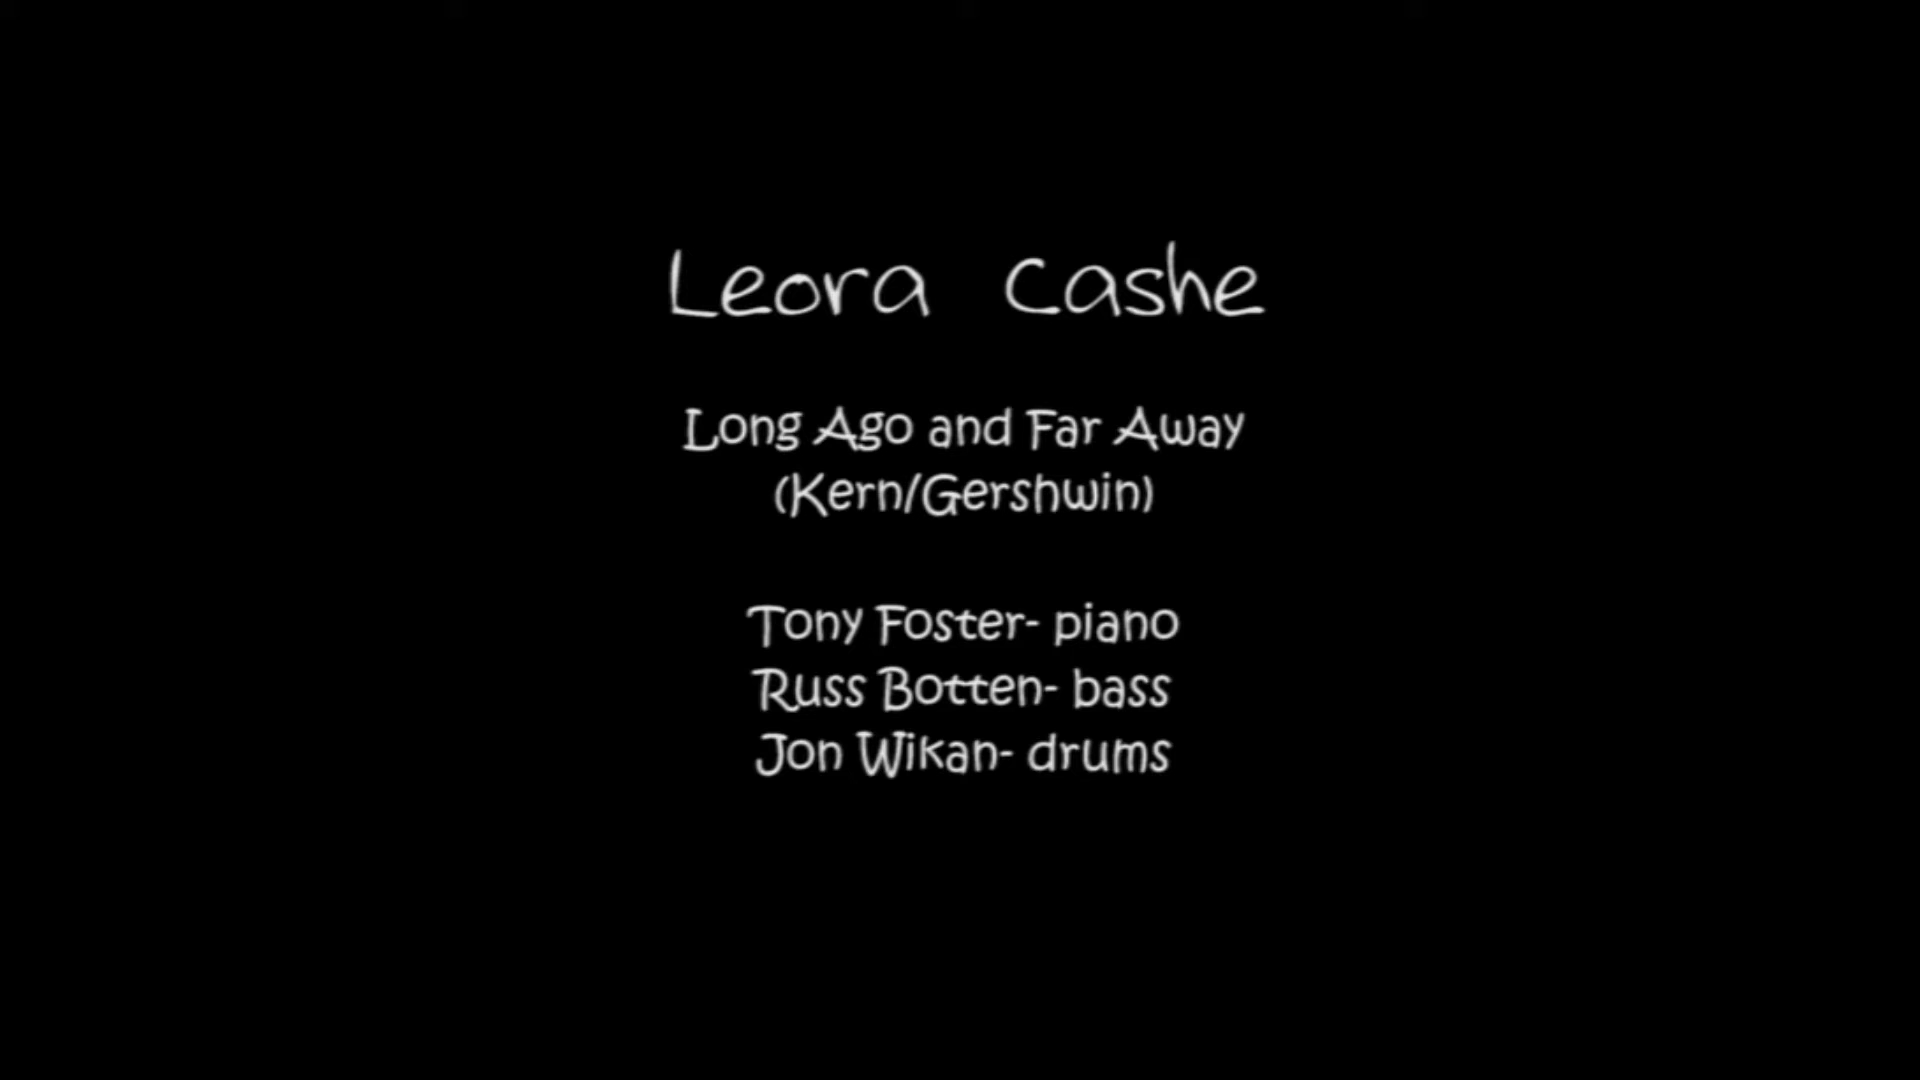 Leora Cashe
Long Ago and Far Away
(Kern/Gershwin)
Tony Foster- piano
Russ Botten- bass
Jon Wikan- drums